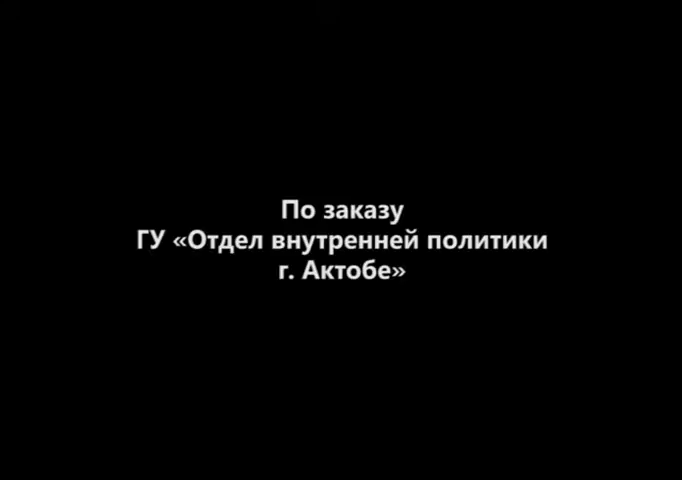 По заказу
ГУ «Отдел внутренней политики
г. Актобе»